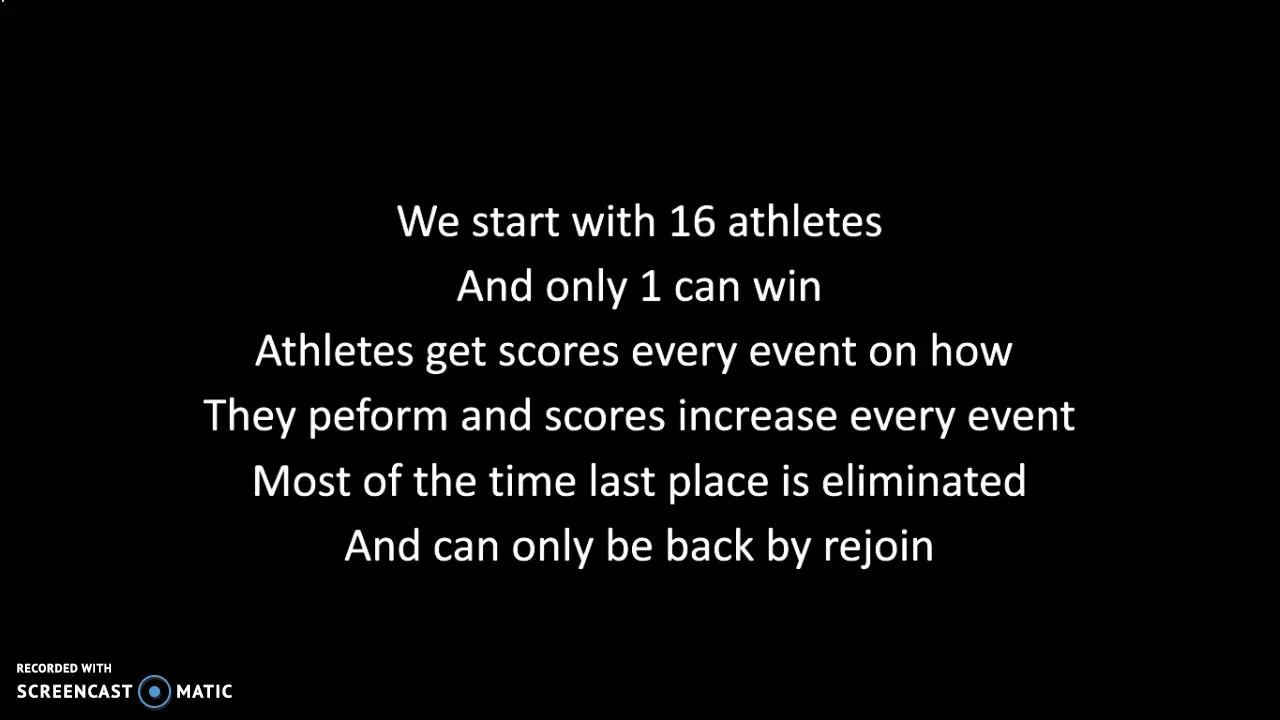 We start with 16 athletes
And only 1 can win
Athletes get scores every event on how
They peform and scores increase every event
Most of the time last place is eliminated
And can only be back by rejoin
RECORDED WITH
SCREENCAST MATIC